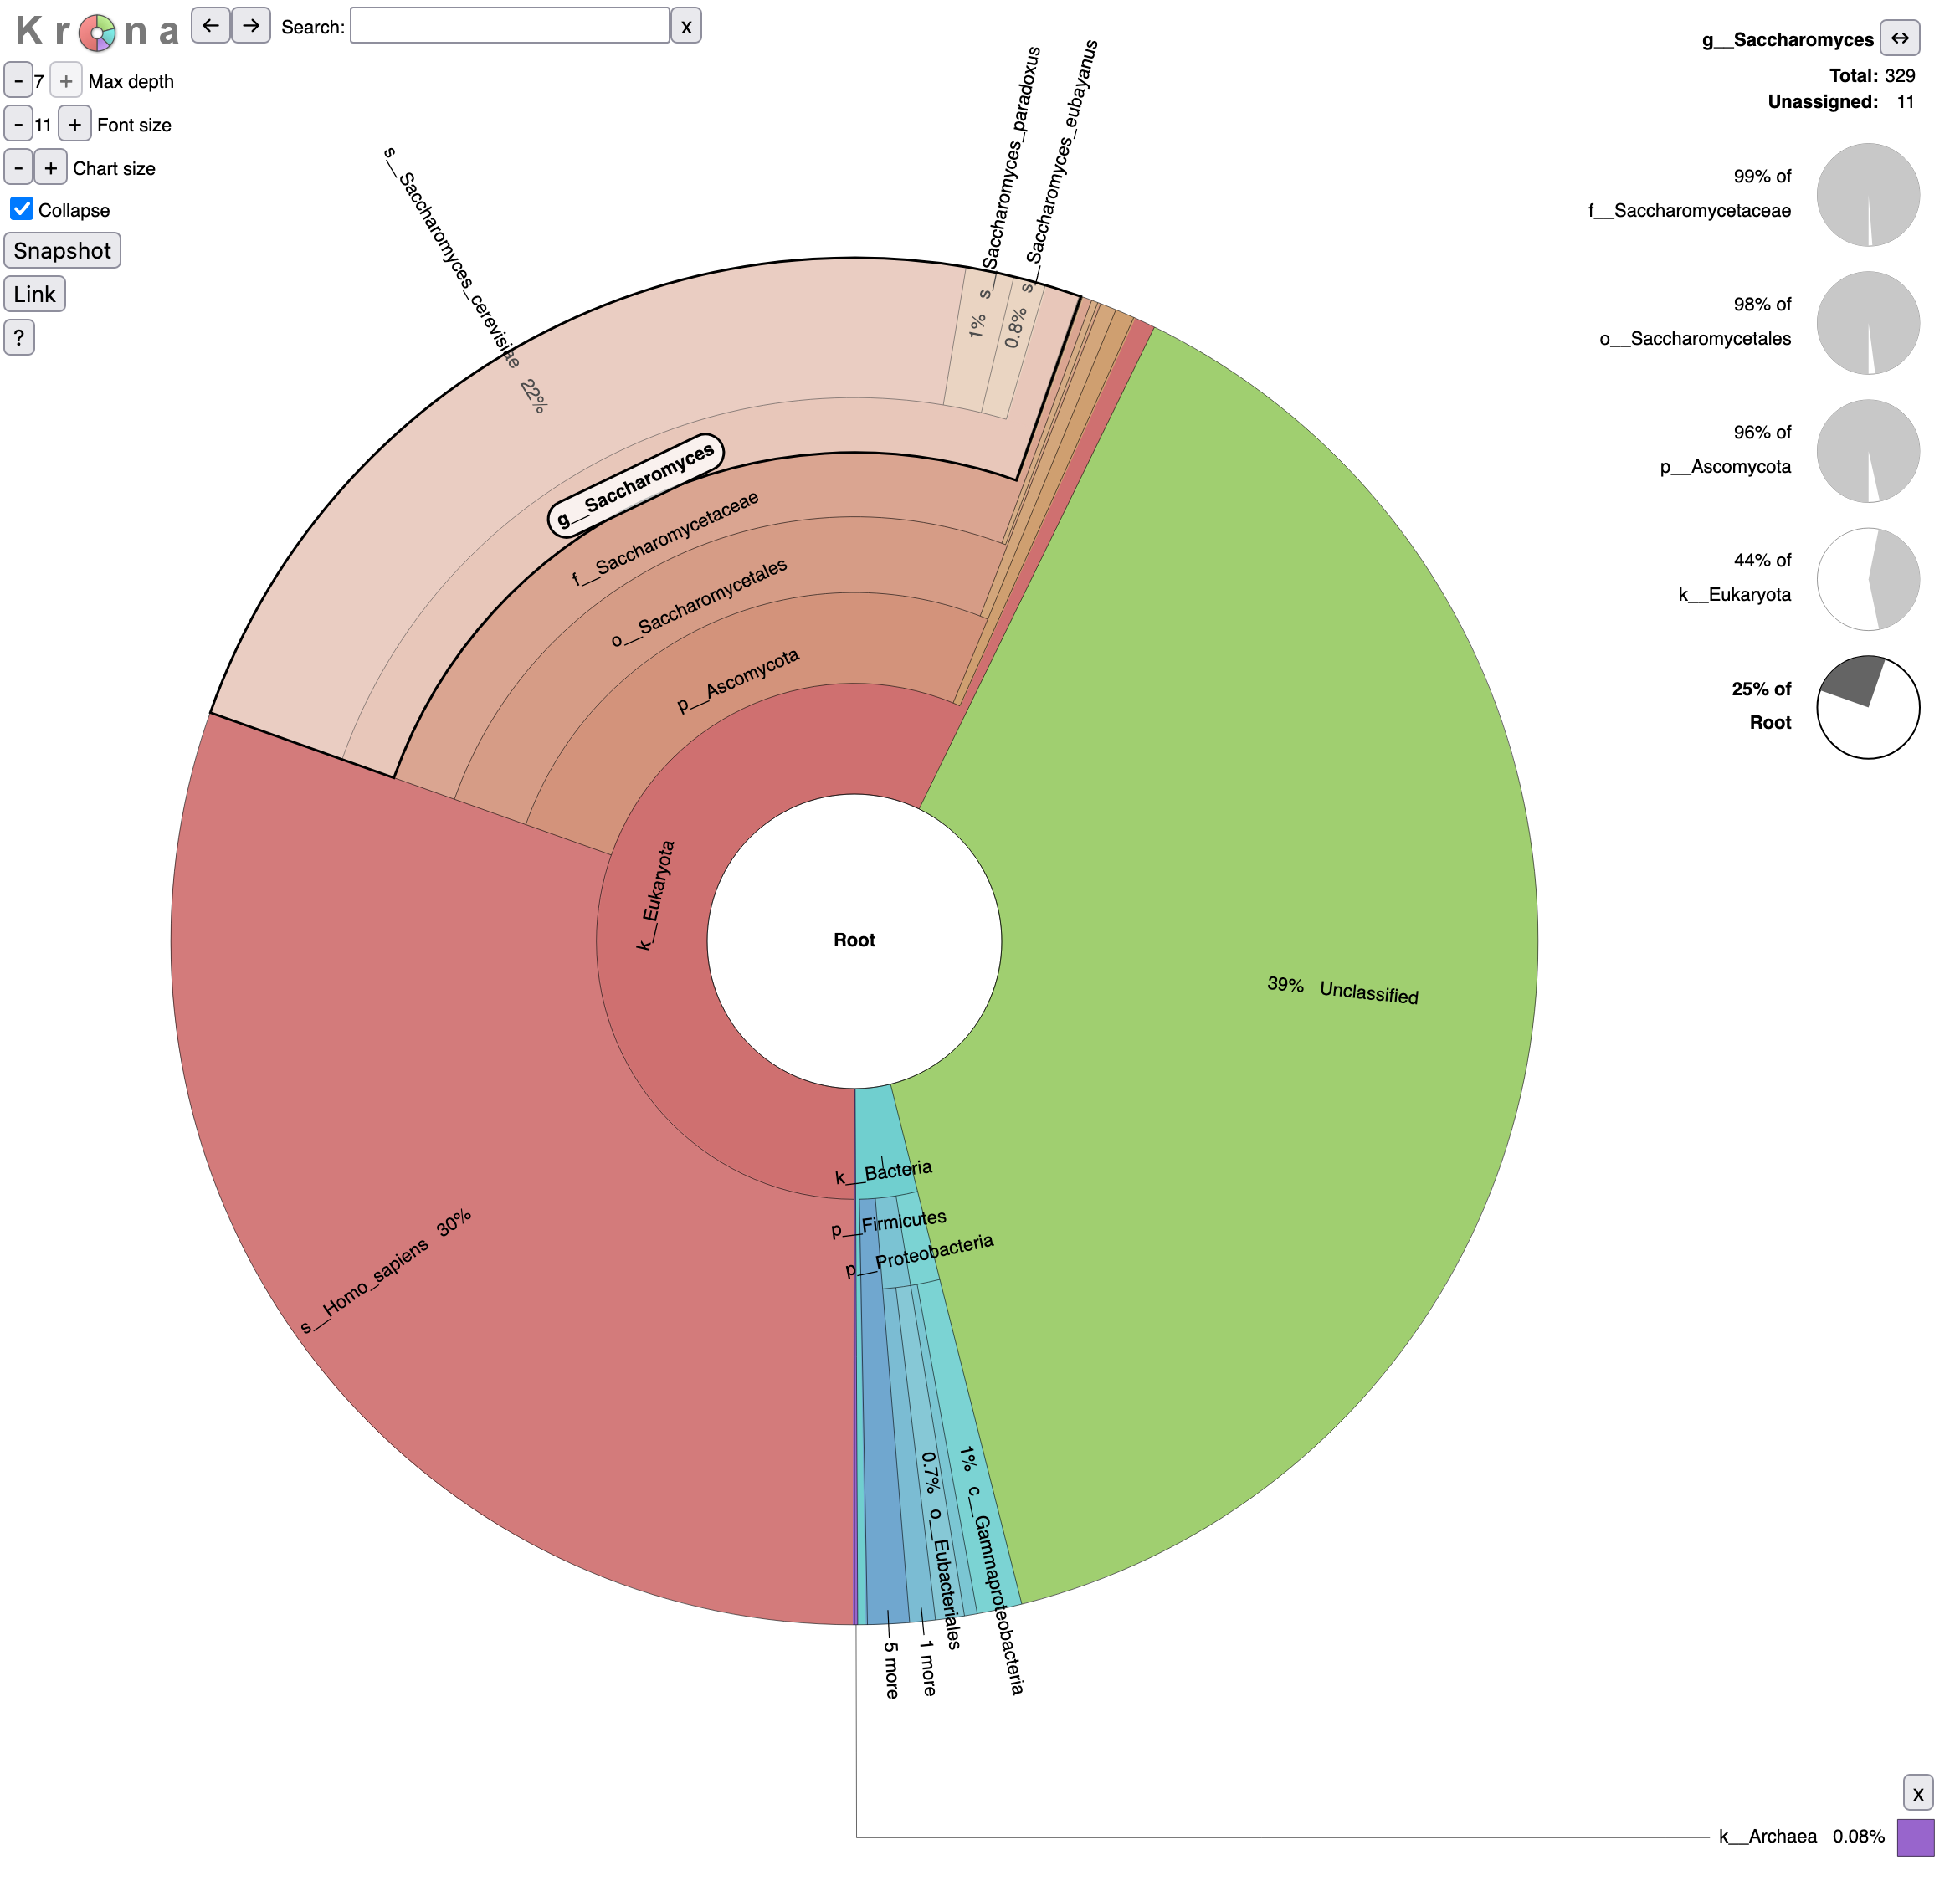 Krona
← → Search: x
- 7 + Max depth
- 11 + Font size
- + Chart size
Collapse
Snapshot
Link
?
g__Saccharomyces ↔
Total: 329
Unassigned: 11
99% of
f__Saccharomycetaceae
98% of
o__Saccharomycetales
96% of
p__Ascomycota
44% of
k__Eukaryota
25% of
Root
s__Saccharomyces_cerevisiae 22%
1% s__Saccharomyces_paradoxus
0.8% s__Saccharomyces_eubayanus
g__Saccharomyces
f__Saccharomycetaceae
o__Saccharomycetales
p__Ascomycota
k__Eukaryota
Root
39% Unclassified
s__Homo_sapiens 30%
k__Bacteria
p__Firmicutes
p__Proteobacteria
0.7% o__Eubacteriales
1% c__Gammaproteobacteria
5 more
1 more
x
k__Archaea 0.08%